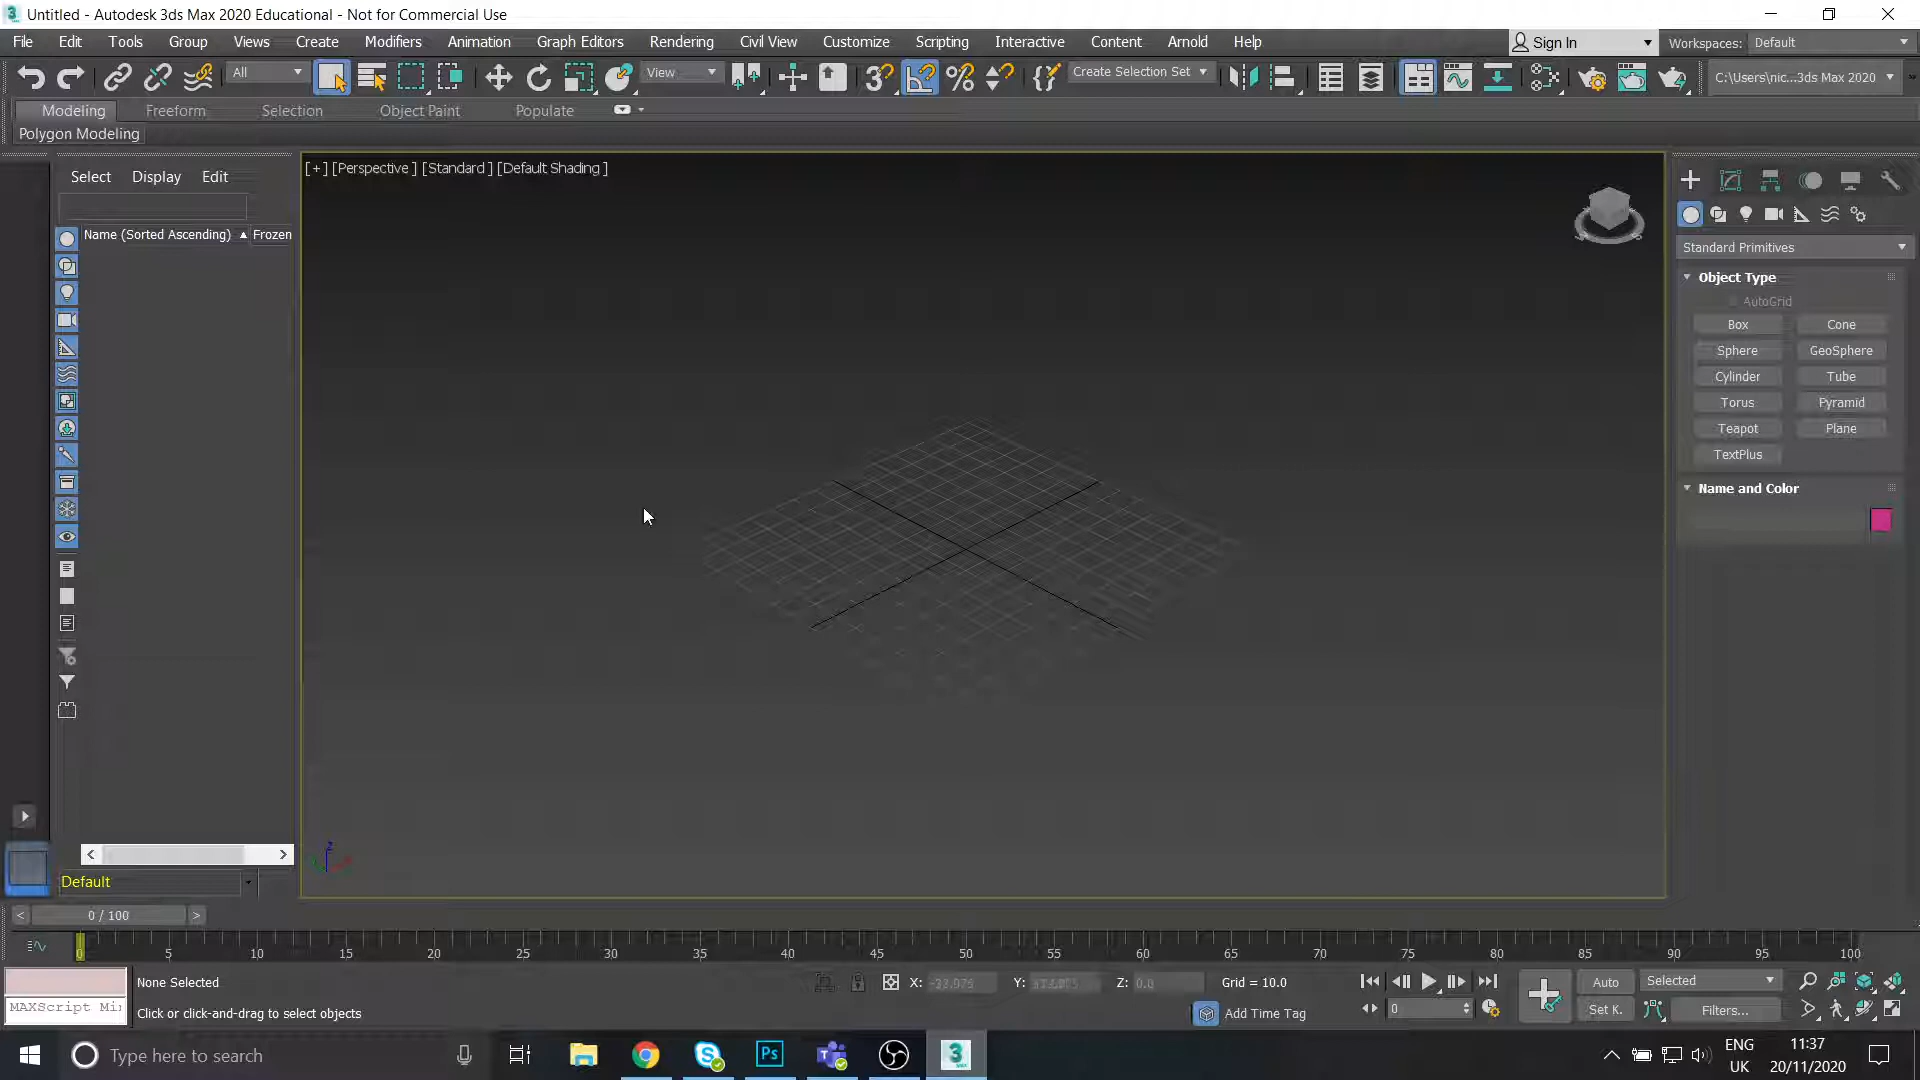 Untitled - Autodesk 3ds Max 2020 Educational - Not for Commercial Use
File Edit Tools Group Views Create Modifiers Animation Graph Editors Rendering Civil View Customize Scripting Interactive Content Arnold Help Sign In Workspaces: Default
All View Create Selection Set C:\Users\nic...3ds Max 2020
Modeling Freeform Selection Object Paint Populate
Polygon Modeling
Select Display Edit
Name (Sorted Ascending) Frozen
[+] [Perspective ] [Standard ] [Default Shading ]
Standard Primitives
Object Type
AutoGrid
Box Cone
Sphere GeoSphere
Cylinder Tube
Torus Pyramid
Teapot Plane
TextPlus
Name and Color
z
Default
< 0 / 100 >
0 5 10 15 20 25 30 35 40 45 50 55 60 65 70 75 80 85 90 95 100
None Selected X: Y: Z: 0.0 Grid = 10.0 Auto Selected
MAXScript Mi
Click or click-and-drag to select objects Add Time Tag 0 Set K. Filters...
Type here to search
Ps
3
ENG
UK
11:37
20/11/2020